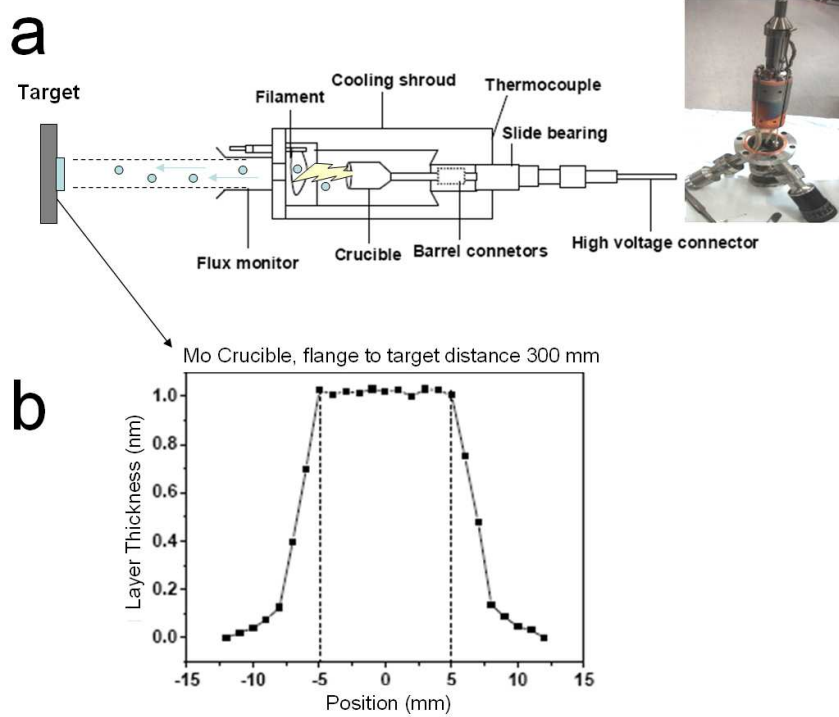 a
Target
Filament
Cooling shroud
Thermocouple
Slide bearing
Flux monitor
Crucible
Barrel connetors
High voltage connector
b
Mo Crucible, flange to target distance 300 mm
Layer Thickness (nm)
1.0
0.8
0.6
0.4
0.2
0.0
-15
-10
-5
0
5
10
15
Position (mm)